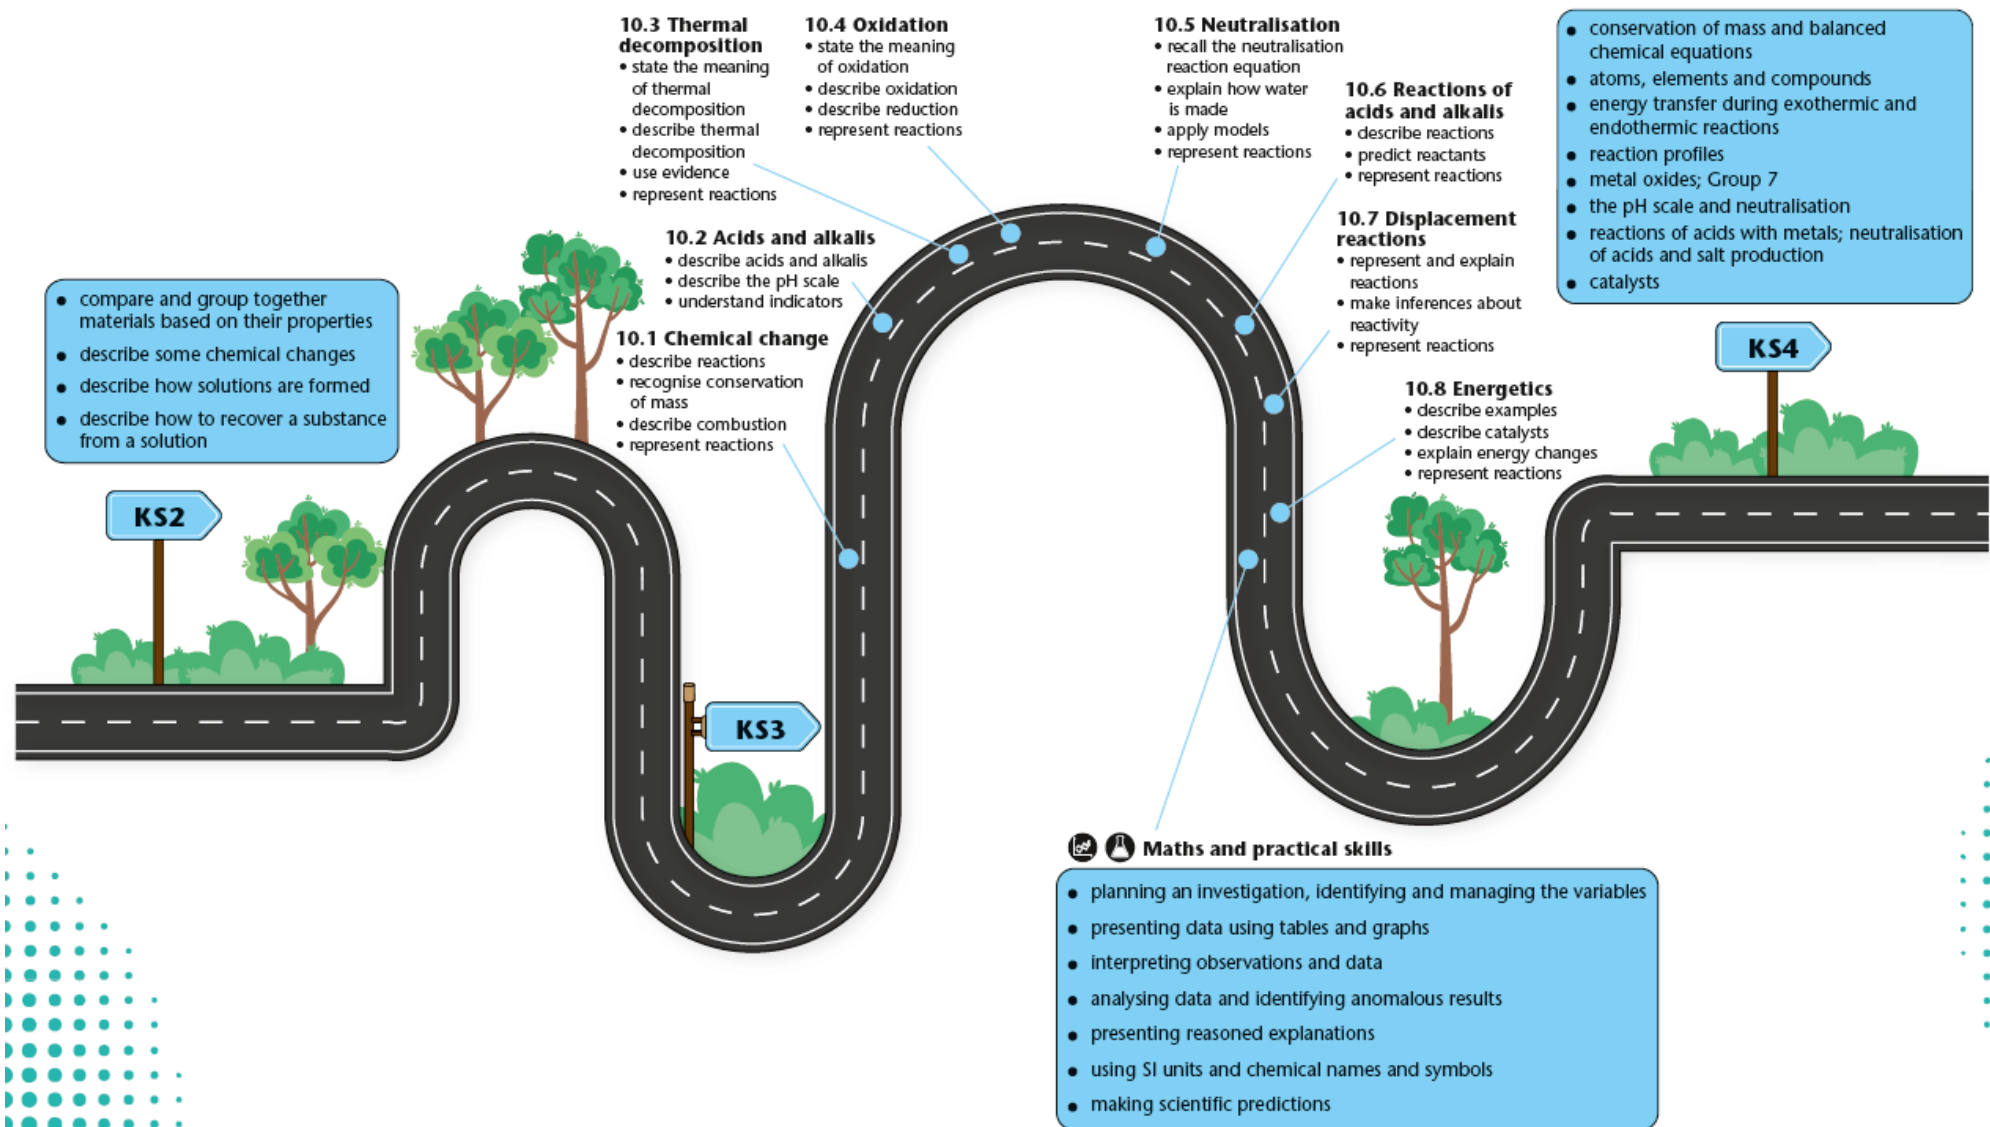 • compare and group together
materials based on their properties
• describe some chemical changes
• describe how solutions are formed
• describe how to recover a substance
from a solution
KS2
KS3
10.1 Chemical change
• describe reactions
• recognise conservation
of mass
• describe combustion
• represent reactions
10.2 Acids and alkalis
• describe acids and alkalis
• describe the pH scale
• understand indicators
10.3 Thermal
decomposition
• state the meaning
of thermal
decomposition
• describe thermal
decomposition
• use evidence
• represent reactions
10.4 Oxidation
• state the meaning
of oxidation
• describe oxidation
• describe reduction
• represent reactions
10.5 Neutralisation
• recall the neutralisation
reaction equation
• explain how water
is made
• apply models
• represent reactions
10.6 Reactions of
acids and alkalis
• describe reactions
• predict reactants
• represent reactions
10.7 Displacement
reactions
• represent and explain
reactions
• make inferences about
reactivity
• represent reactions
10.8 Energetics
• describe examples
• describe catalysts
• explain energy changes
• represent reactions
Maths and practical skills
• planning an investigation, identifying and managing the variables
• presenting data using tables and graphs
• interpreting observations and data
• analysing data and identifying anomalous results
• presenting reasoned explanations
• using SI units and chemical names and symbols
• making scientific predictions
• conservation of mass and balanced
chemical equations
• atoms, elements and compounds
• energy transfer during exothermic and
endothermic reactions
• reaction profiles
• metal oxides; Group 7
• the pH scale and neutralisation
• reactions of acids with metals; neutralisation
of acids and salt production
• catalysts
KS4